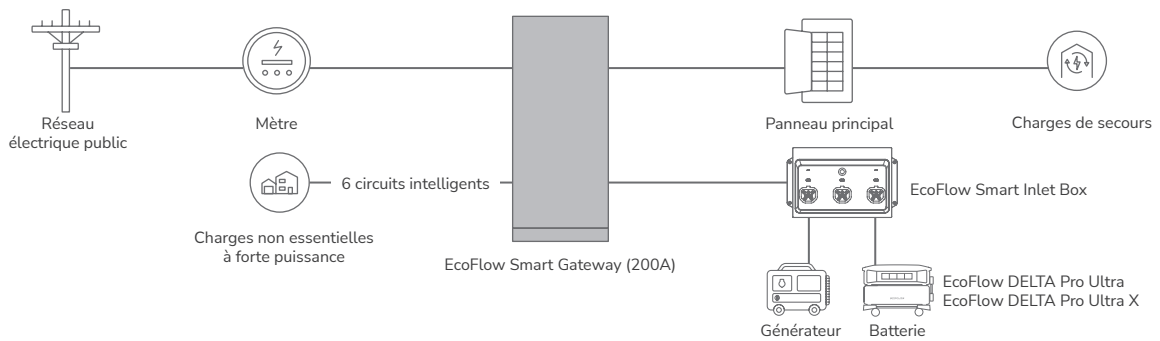 Réseau
électrique public
Mètre
Panneau principal
Charges de secours
6 circuits intelligents
EcoFlow Smart Inlet Box
Charges non essentielles
à forte puissance
EcoFlow Smart Gateway (200A)
EcoFlow DELTA Pro Ultra
EcoFlow DELTA Pro Ultra X
Générateur
Batterie